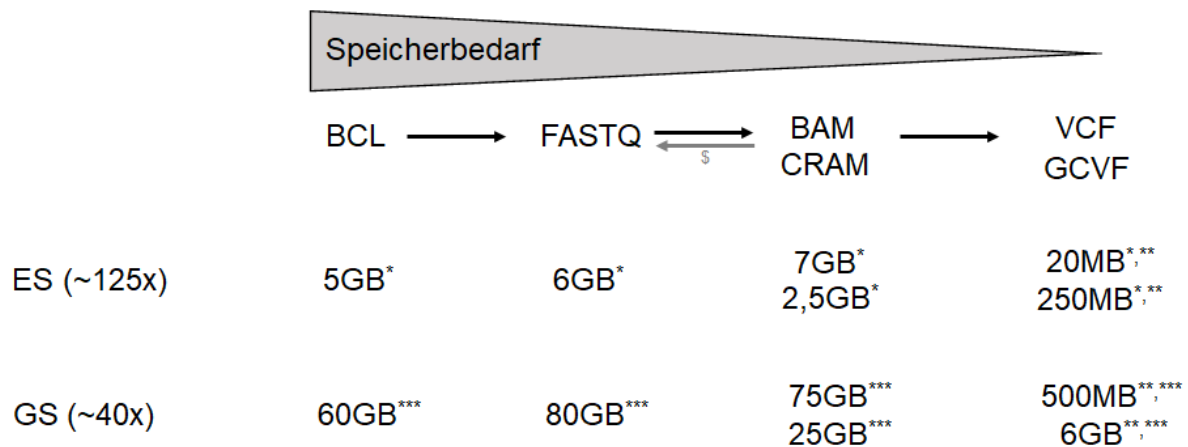 Speicherbedarf
BCL FASTQ BAM VCF
$ CRAM GCVF
ES (~125x) 5GB* 6GB* 7GB* 20MB*,**
2,5GB* 250MB*,**
GS (~40x) 60GB*** 80GB*** 75GB*** 500MB**,***
25GB*** 6GB**,***